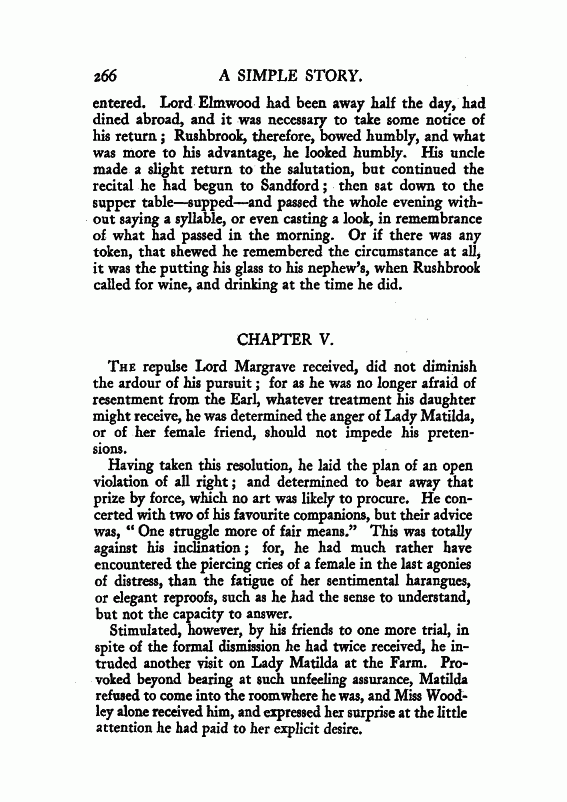 266 A SIMPLE STORY.
entered. Lord Elmwood had been away half the day, had
dined abroad, and it was necessary to take some notice of
his return; Rushbrook, therefore, bowed humbly, and what
was more to his advantage, he looked humbly. His uncle
made a slight return to the salutation, but continued the
recital he had begun to Sandford; then sat down to the
supper table—supped—and passed the whole evening with-
out saying a syllable, or even casting a look, in remembrance
of what had passed in the morning. Or if there was any
token, that shewed he remembered the circumstance at all,
it was the putting his glass to his nephew's, when Rushbrook
called for wine, and drinking at the time he did.
CHAPTER V.
THE repulse Lord Margrave received, did not diminish
the ardour of his pursuit; for as he was no longer afraid of
resentment from the Earl, whatever treatment his daughter
might receive, he was determined the anger of Lady Matilda,
or of her female friend, should not impede his preten-
sions.
Having taken this resolution, he laid the plan of an open
violation of all right; and determined to bear away that
prize by force, which no art was likely to procure. He con-
certed with two of his favourite companions, but their advice
was, "One struggle more of fair means." This was totally
against his inclination; for, he had much rather have
encountered the piercing cries of a female in the last agonies
of distress, than the fatigue of her sentimental harangues,
or elegant reproofs, such as he had the sense to understand,
but not the capacity to answer.
Stimulated, however, by his friends to one more trial, in
spite of the formal dismission he had twice received, he in-
truded another visit on Lady Matilda at the Farm. Pro-
voked beyond bearing at such unfeeling assurance, Matilda
refused to come into the room where he was, and Miss Wood-
ley alone received him, and expressed her surprise at the little
attention he had paid to her explicit desire.